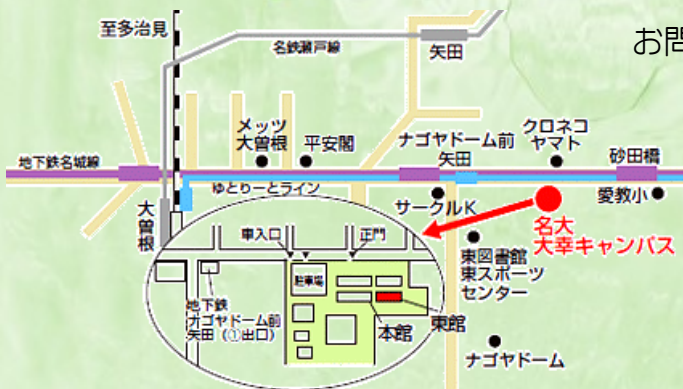 至多治見
名鉄瀬戸線
矢田
お問
メッツ
大曽根
平安閣
ナゴヤドーム前
矢田
クロネコ
ヤマト
砂田橋
地下鉄名城線
ゆとりーとライン
サークルK
愛教小
大曽根
名大
大幸キャンパス
車入口
正門
東図書館
東スポーツ
センター
駐車場
地下鉄
ナゴヤドーム前
矢田（①出口）
本館
東館
ナゴヤドーム